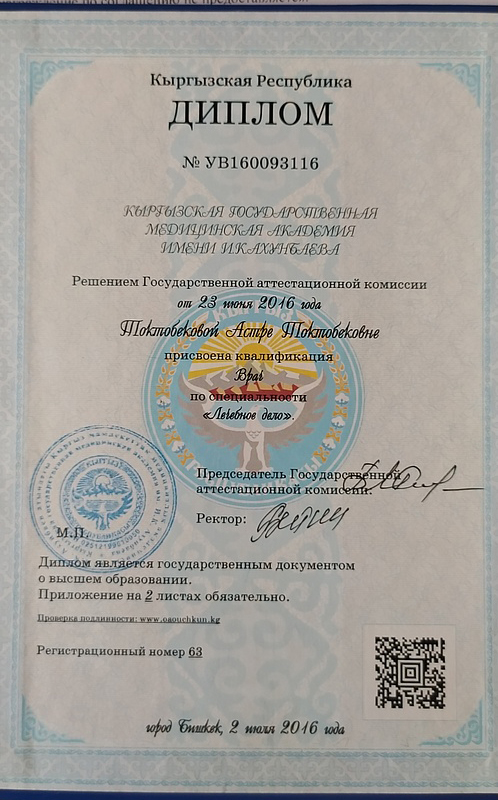 Кыргызская Республика
ДИПЛОМ
№ УВ160093116
КЫРГЫЗСКАЯ ГОСУДАРСТВЕННАЯ
МЕДИЦИНСКАЯ АКАДЕМИЯ
ИМЕНИ И.К.АХУНБАЕВА
Решением Государственной аттестационной комиссии
от 23 июня 2016 года
Токтобековой Астре Токтобековне
присвоена квалификация
Врач
по специальности
«Лечебное дело».
Председатель Государственной
аттестационной комиссии:
Ректор:
М.П.
Диплом является государственным документом
о высшем образовании.
Приложение на 2 листах обязательно.
Проверка подлинности: www.oaouchkun.kg
Регистрационный номер 63
город Бишкек, 2 июля 2016 года